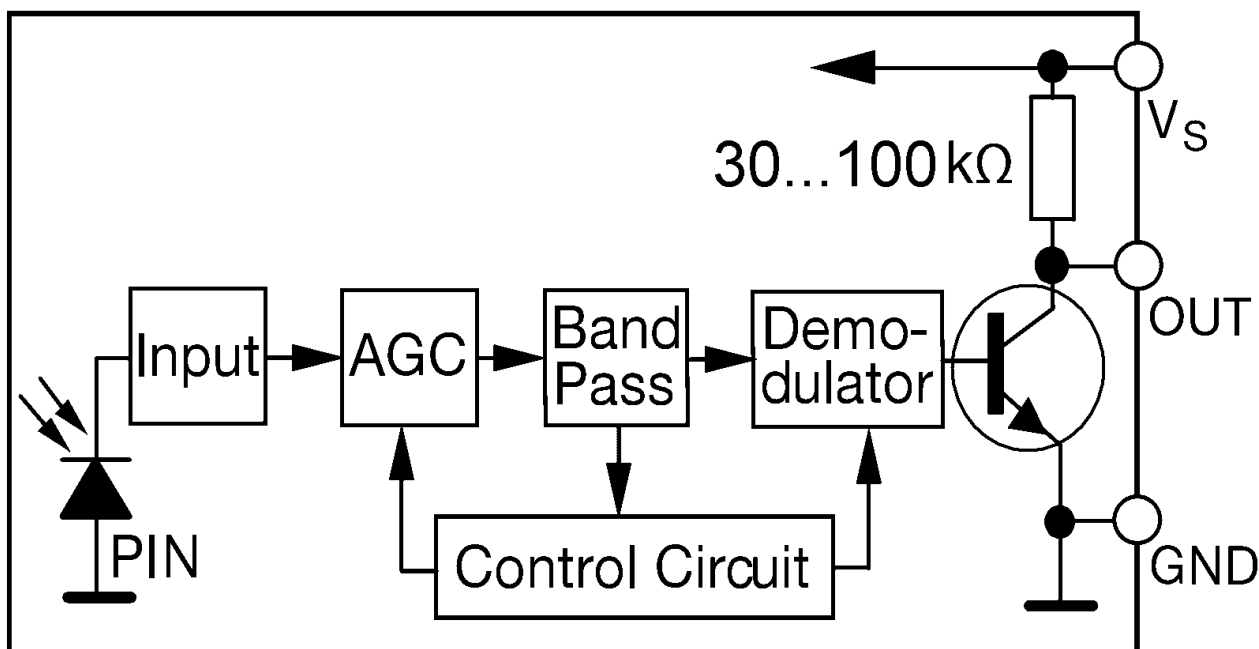 V_S
30...100 kΩ
OUT
Input
AGC
Band
Pass
Demo-
dulator
PIN
Control Circuit
GND